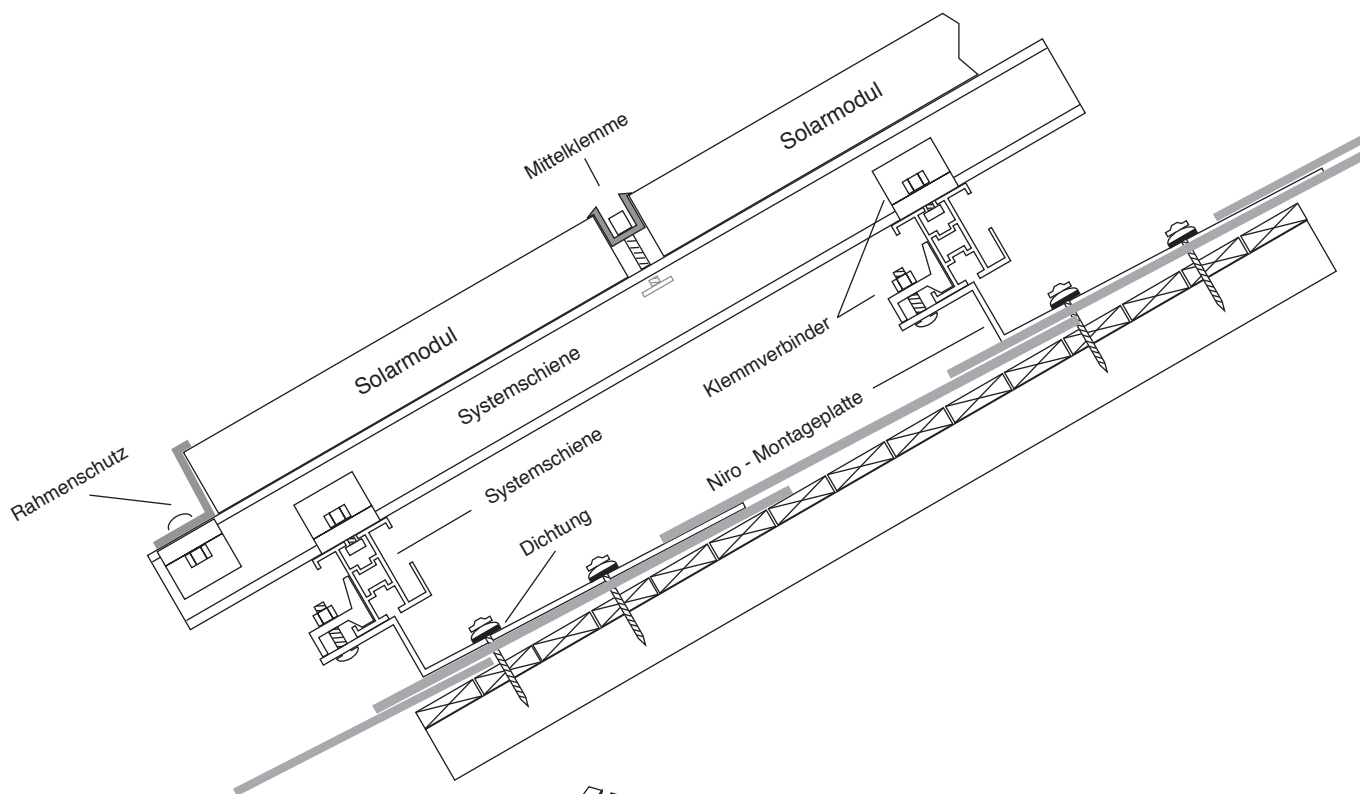 Mittelklemme
Solarmodul
Solarmodul
Systemschiene
Klemmverbinder
Niro - Montageplatte
Rahmenschutz
Systemschiene
Dichtung